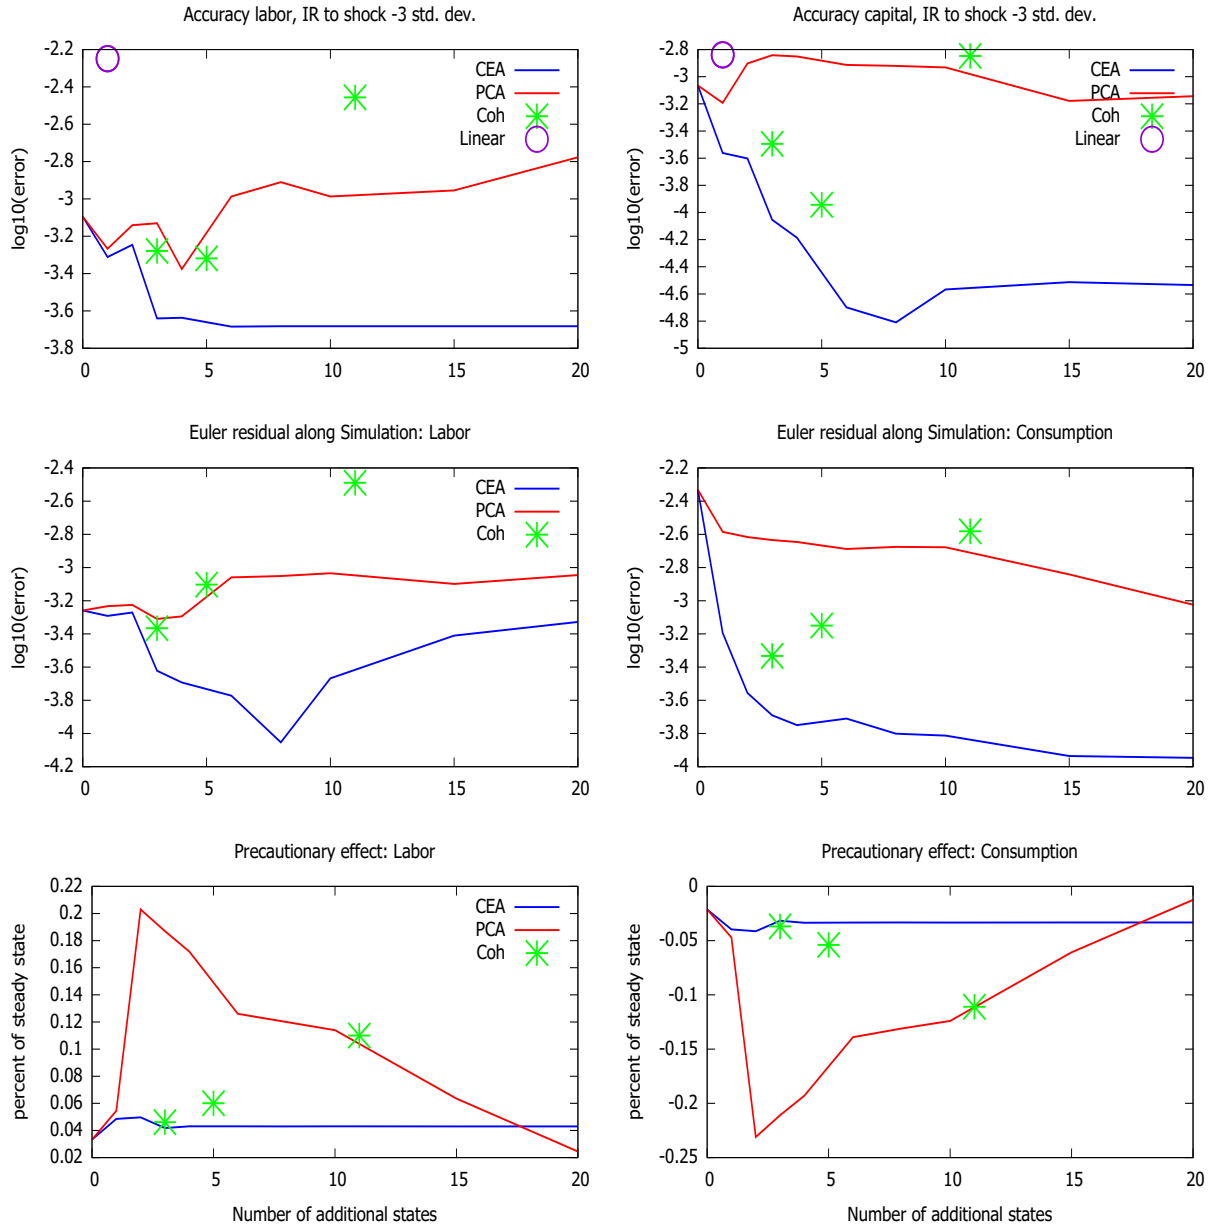 Accuracy labor, IR to shock -3 std. dev.
log10(error)
-2.2
-2.4
-2.6
-2.8
-3
-3.2
-3.4
-3.6
-3.8
0 5 10 15 20
CEA
PCA
Coh
Linear
Accuracy capital, IR to shock -3 std. dev.
log10(error)
-2.8
-3
-3.2
-3.4
-3.6
-3.8
-4
-4.2
-4.4
-4.6
-4.8
-5
0 5 10 15 20
CEA
PCA
Coh
Linear
Euler residual along Simulation: Labor
log10(error)
-2.4
-2.6
-2.8
-3
-3.2
-3.4
-3.6
-3.8
-4
-4.2
0 5 10 15 20
CEA
PCA
Coh
Euler residual along Simulation: Consumption
log10(error)
-2.2
-2.4
-2.6
-2.8
-3
-3.2
-3.4
-3.6
-3.8
-4
0 5 10 15 20
Precautionary effect: Labor
percent of steady state
0.22
0.2
0.18
0.16
0.14
0.12
0.1
0.08
0.06
0.04
0.02
0 5 10 15 20
CEA
PCA
Coh
Number of additional states
Precautionary effect: Consumption
percent of steady state
0
-0.05
-0.1
-0.15
-0.2
-0.25
0 5 10 15 20
Number of additional states